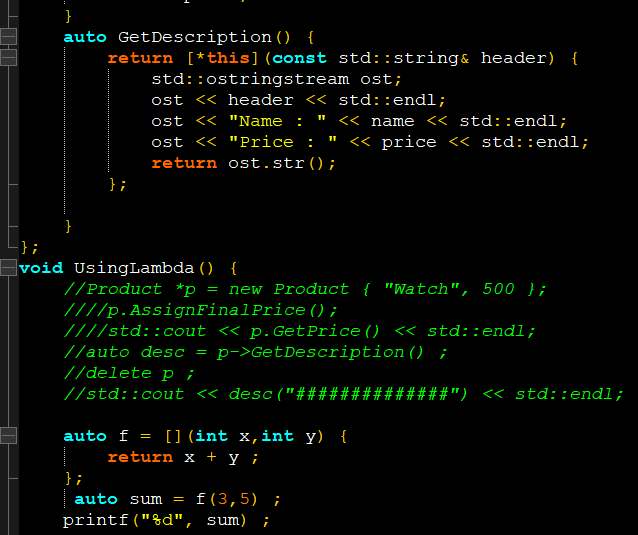 }
auto GetDescription() {
return [*this](const std::string& header) {
std::ostringstream ost;
ost << header << std::endl;
ost << "Name : " << name << std::endl;
ost << "Price : " << price << std::endl;
return ost.str();
};
}
};
void UsingLambda() {
//Product *p = new Product { "Watch", 500 };
////p.AssignFinalPrice();
////std::cout << p.GetPrice() << std::endl;
//auto desc = p->GetDescription() ;
//delete p ;
//std::cout << desc("##############") << std::endl;
auto f = [](int x,int y) {
return x + y ;
};
auto sum = f(3,5) ;
printf("%d", sum) ;